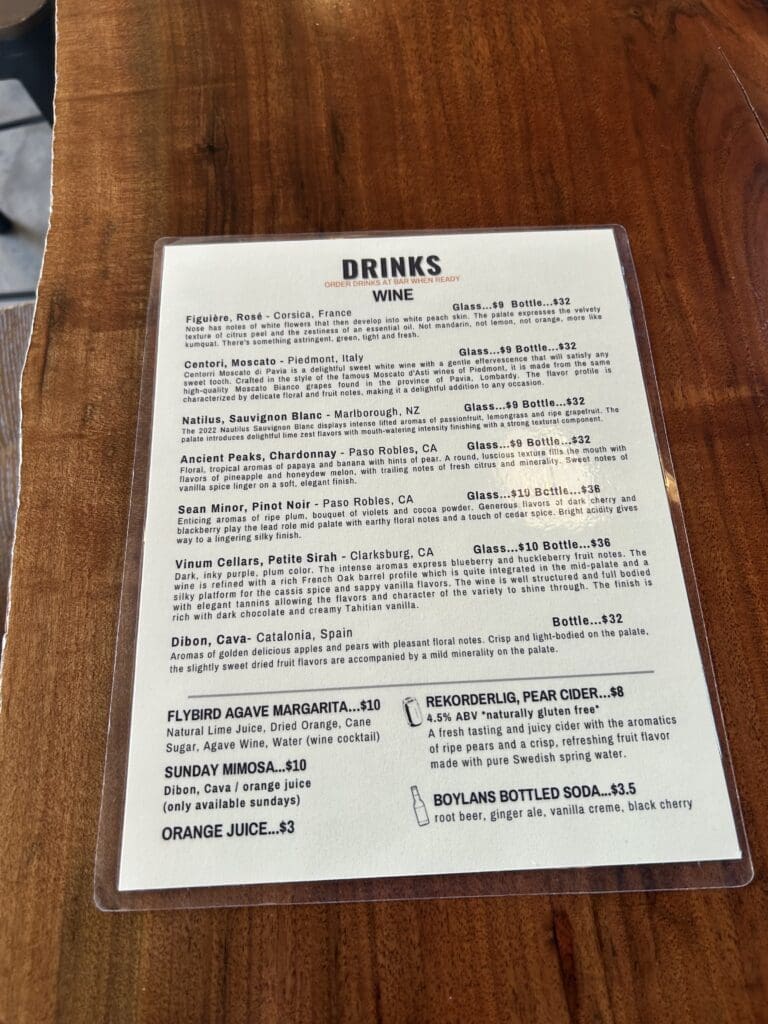 DRINKS
ORDER DRINKS AT BAR WHEN READY
WINE
Figuière, Rosé - Corsica, France Glass...$9 Bottle...$32
Nose has notes of white flowers that then develop into white peach skin. The palate expresses the velvety
texture of citrus peel and the zestiness of an essential oil. Not mandarin, not lemon, not orange, more like
kumquat. There's something astringent, green, tight and fresh.
Centori, Moscato - Piedmont, Italy Glass...$9 Bottle...$32
Centorri Moscato di Pavia is a delightful sweet white wine with a gentle effervescence that will satisfy any
sweet tooth. Crafted in the style of the famous Moscato d'Asti wines of Piedmont, it is made from the same
high-quality Moscato Bianco grapes found in the province of Pavia, Lombardy. The flavor profile is
characterized by delicate floral and fruit notes, making it a delightful addition to any occasion.
Natilus, Sauvignon Blanc - Marlborough, NZ Glass...$9 Bottle...$32
The 2022 Nautilus Sauvignon Blanc displays intense lifted aromas of passionfruit, lemongrass and ripe grapefruit. The
palate introduces delightful lime zest flavors with mouth-watering intensity finishing with a strong textural component.
Ancient Peaks, Chardonnay - Paso Robles, CA Glass...$9 Bottle...$32
Floral, tropical aromas of papaya and banana with hints of pear. A round, luscious texture fills the mouth with
flavors of pineapple and honeydew melon, with trailing notes of fresh citrus and minerality. Sweet notes of
vanilla spice linger on a soft, elegant finish.
Sean Minor, Pinot Noir - Paso Robles, CA Glass...$10 Bottle...$36
Enticing aromas of ripe plum, bouquet of violets and cocoa powder. Generous flavors of dark cherry and
blackberry play the lead role mid palate with earthy floral notes and a touch of cedar spice. Bright acidity gives
way to a lingering silky finish.
Vinum Cellars, Petite Sirah - Clarksburg, CA Glass...$10 Bottle...$36
Dark, inky purple, plum color. The intense aromas express blueberry and huckleberry fruit notes. The
wine is refined with a rich French Oak barrel profile which is quite integrated in the mid-palate and a
silky platform for the cassis spice and sappy vanilla flavors. The wine is well structured and full bodied
with elegant tannins allowing the flavors and character of the variety to shine through. The finish is
rich with dark chocolate and creamy Tahitian vanilla.
Dibon, Cava- Catalonia, Spain Bottle...$32
Aromas of golden delicious apples and pears with pleasant floral notes. Crisp and light-bodied on the palate,
the slightly sweet dried fruit flavors are accompanied by a mild minerality on the palate.
FLYBIRD AGAVE MARGARITA...$10
Natural Lime Juice, Dried Orange, Cane
Sugar, Agave Wine, Water (wine cocktail)
SUNDAY MIMOSA...$10
Dibon, Cava / orange juice
(only available sundays)
ORANGE JUICE...$3
REKORDERLIG, PEAR CIDER...$8
4.5% ABV *naturally gluten free*
A fresh tasting and juicy cider with the aromatics
of ripe pears and a crisp, refreshing fruit flavor
made with pure Swedish spring water.
BOYLANS BOTTLED SODA...$3.5
root beer, ginger ale, vanilla creme, black cherry